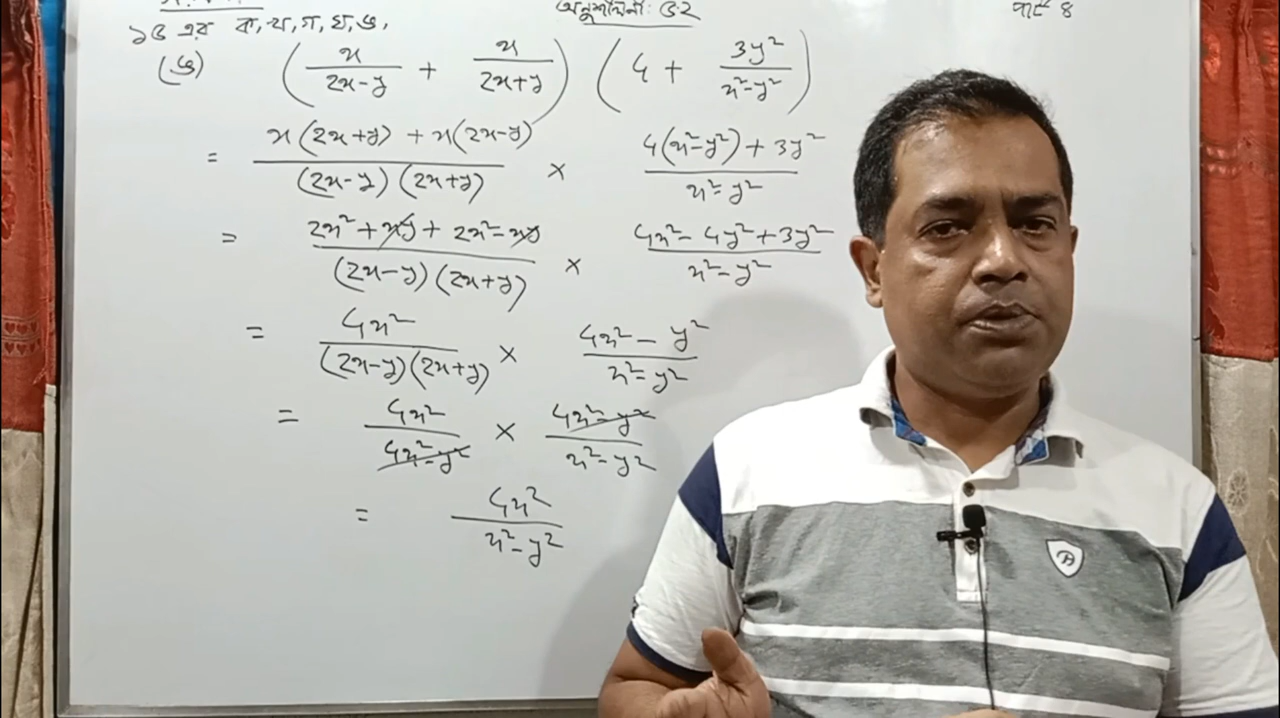 অনুশীলনী: ৫.২
পার্ট ৪
১৫ এর ক, খ, গ, ঘ, ঙ,
(ঙ) (x/(2x-y) + x/(2x+y)) (4 + 3y²/(x²-y²))
= (x(2x+y) + x(2x-y))/((2x-y)(2x+y)) × (4(x²-y²)+3y²)/(x²-y²)
= (2x²+xy+2x²-xy)/((2x-y)(2x+y)) × (4x²-4y²+3y²)/(x²-y²)
= 4x²/((2x-y)(2x+y)) × (4x²-y²)/(x²-y²)
= 4x²/(4x²-y²) × (4x²-y²)/(x²-y²)
= 4x²/(x²-y²)
B